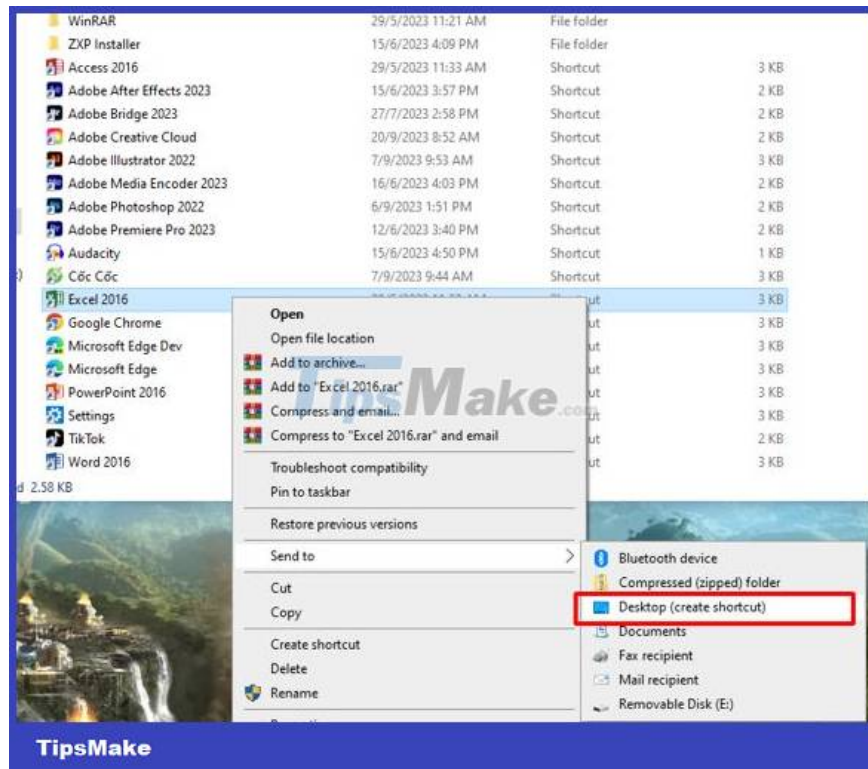 WinRAR 29/5/2023 11:21 AM File folder
ZXP Installer 15/6/2023 4:09 PM File folder
Access 2016 29/5/2023 11:33 AM Shortcut 3 KB
Adobe After Effects 2023 15/6/2023 3:57 PM Shortcut 2 KB
Adobe Bridge 2023 27/7/2023 2:58 PM Shortcut 2 KB
Adobe Creative Cloud 20/9/2023 8:52 AM Shortcut 2 KB
Adobe Illustrator 2022 7/9/2023 9:53 AM Shortcut 3 KB
Adobe Media Encoder 2023 16/6/2023 4:03 PM Shortcut 2 KB
Adobe Photoshop 2022 6/9/2023 1:51 PM Shortcut 2 KB
Adobe Premiere Pro 2023 12/6/2023 3:40 PM Shortcut 2 KB
Audacity 15/6/2023 4:50 PM Shortcut 1 KB
Cốc Cốc 7/9/2023 9:44 AM Shortcut 3 KB
Excel 2016 3 KB
Google Chrome ut 3 KB
Microsoft Edge Dev ut 3 KB
Microsoft Edge ut 3 KB
PowerPoint 2016 ut 3 KB
Settings ut 3 KB
TikTok ut 2 KB
Word 2016 ut 3 KB
d 2.58 KB
Open
Open file location
Add to archive...
Add to "Excel 2016.rar"
Compress and email...
Compress to "Excel 2016.rar" and email
Troubleshoot compatibility
Pin to taskbar
Restore previous versions
Send to
Cut
Copy
Create shortcut
Delete
Rename
Bluetooth device
Compressed (zipped) folder
Desktop (create shortcut)
Documents
Fax recipient
Mail recipient
Removable Disk (E:)
TipsMake.com
TipsMake